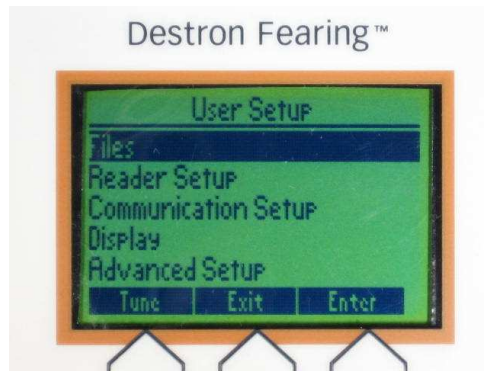 Destron Fearing™
User Setup
Files
Reader Setup
Communication Setup
Display
Advanced Setup
Tune Exit Enter